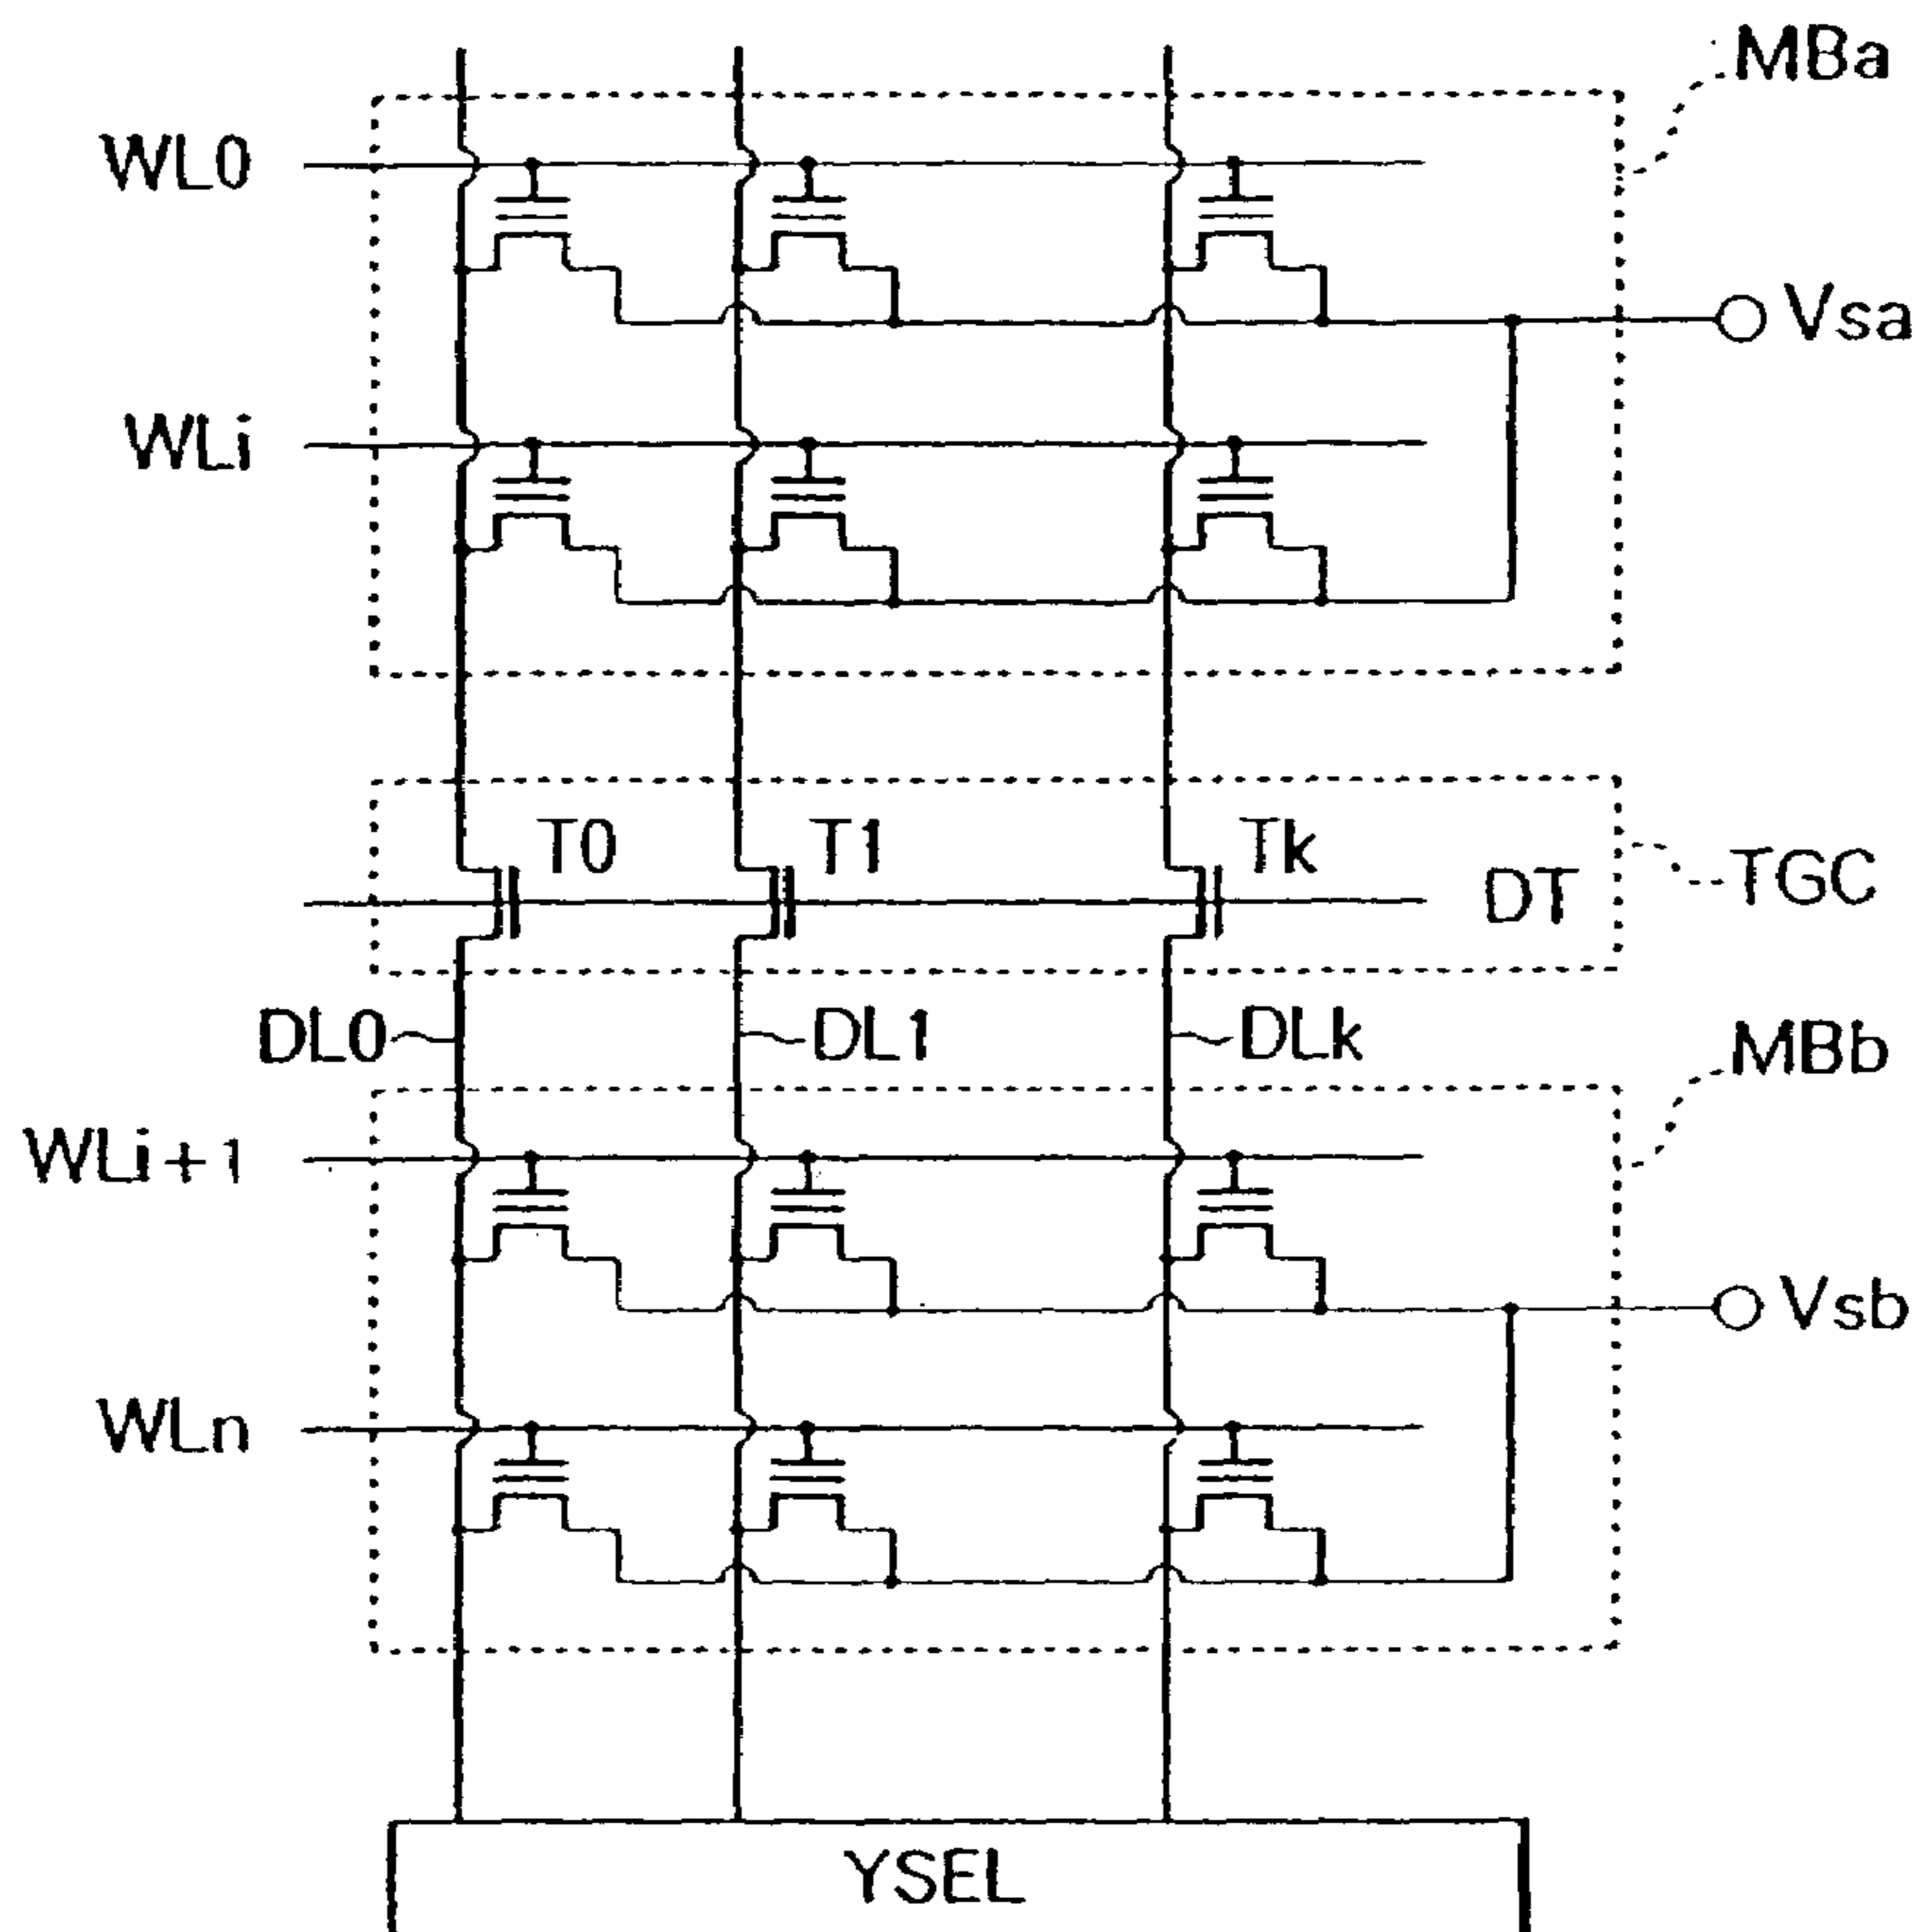 MBa
WL0
Vsa
WLi
T0
T1
Tk
DT
TGC
DL0
DL1
DLk
MBb
WLi+1
Vsb
WLn
YSEL